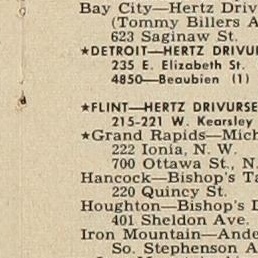 Bay City—Hertz Driv
(Tommy Billers A
623 Saginaw St.
★DETROIT—HERTZ DRIVU
235 E. Elizabeth St.
4850—Beaubien (1)
★FLINT—HERTZ DRIVURSE
215-221 W. Kearsley
★Grand Rapids—Mich
222 Ionia, N. W.
700 Ottawa St., N.
Hancock—Bishop's Ta
220 Quincy St.
Houghton—Bishop's D
401 Sheldon Ave.
Iron Mountain—Ande
So. Stephenson A